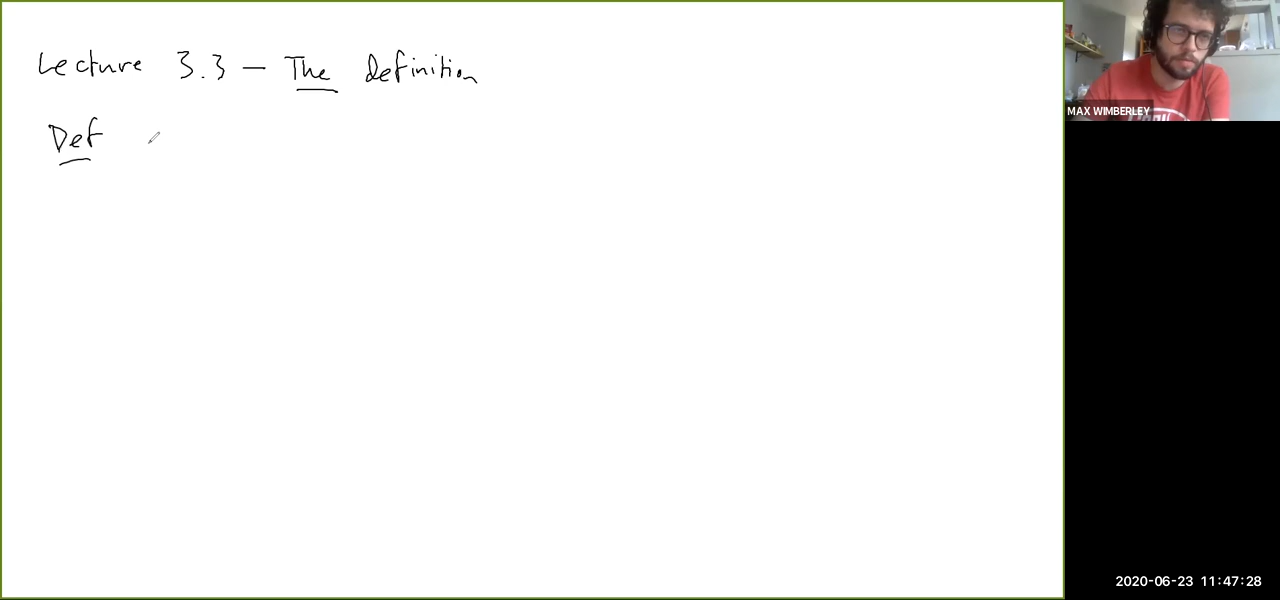 Lecture 3.3 — The definition
Def
MAX WIMBERLEY
2020-06-23 11:47:28